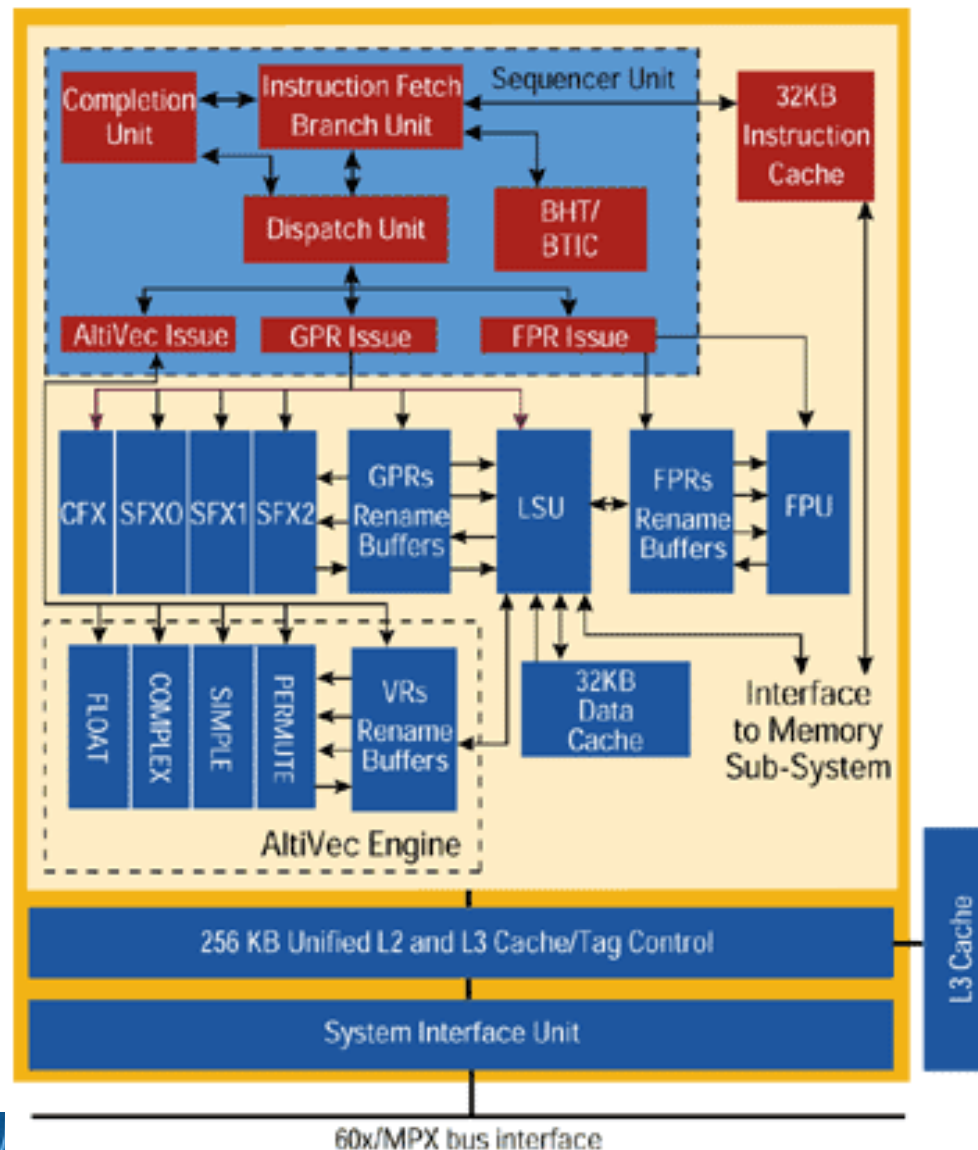 Completion
Unit
Instruction Fetch
Branch Unit
Sequencer Unit
32KB
Instruction
Cache
Dispatch Unit
BHT/
BTIC
AltiVec Issue
GPR Issue
FPR Issue
CFX
SFX0
SFX1
SFX2
GPRs
Rename
Buffers
LSU
FPRs
Rename
Buffers
FPU
FLOAT
COMPLEX
SIMPLE
PERMUTE
VRs
Rename
Buffers
32KB
Data
Cache
Interface
to Memory
Sub-System
AltiVec Engine
256 KB Unified L2 and L3 Cache/Tag Control
L3 Cache
System Interface Unit
60x/MPX bus interface